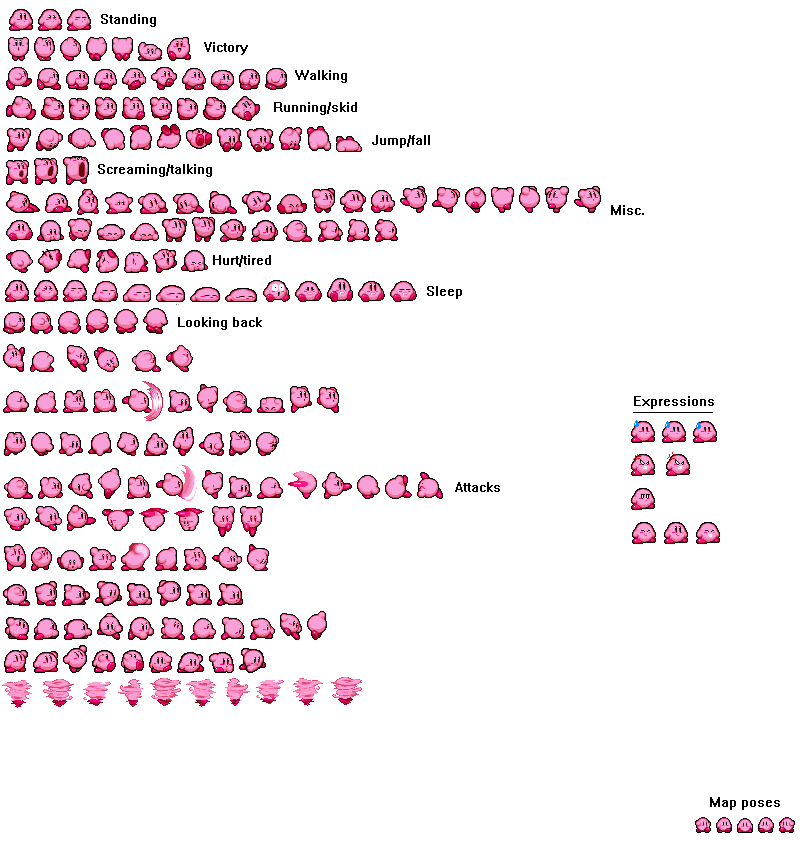 Standing
Victory
Walking
Running/skid
Jump/fall
Screaming/talking
Misc.
Hurt/tired
Sleep
Looking back
Expressions
Attacks
Map poses